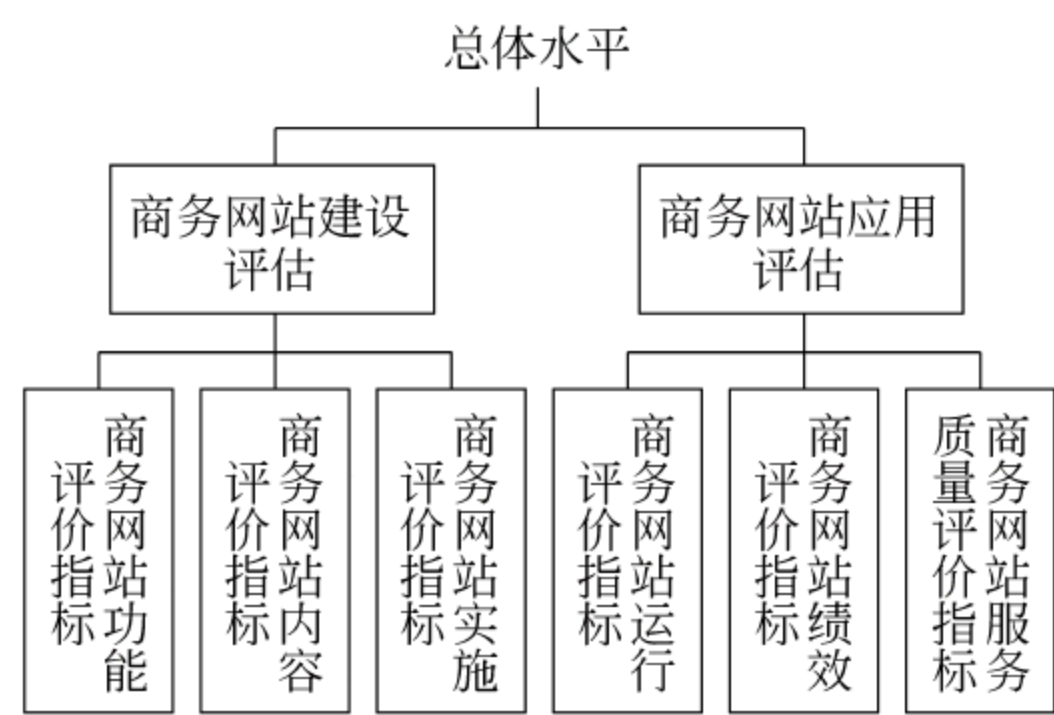 总体水平
商务网站建设
评估
商务网站应用
评估
商务网站功能
评价指标
商务网站内容
评价指标
商务网站实施
评价指标
商务网站运行
评价指标
商务网站绩效
评价指标
商务网站服务
质量评价指标